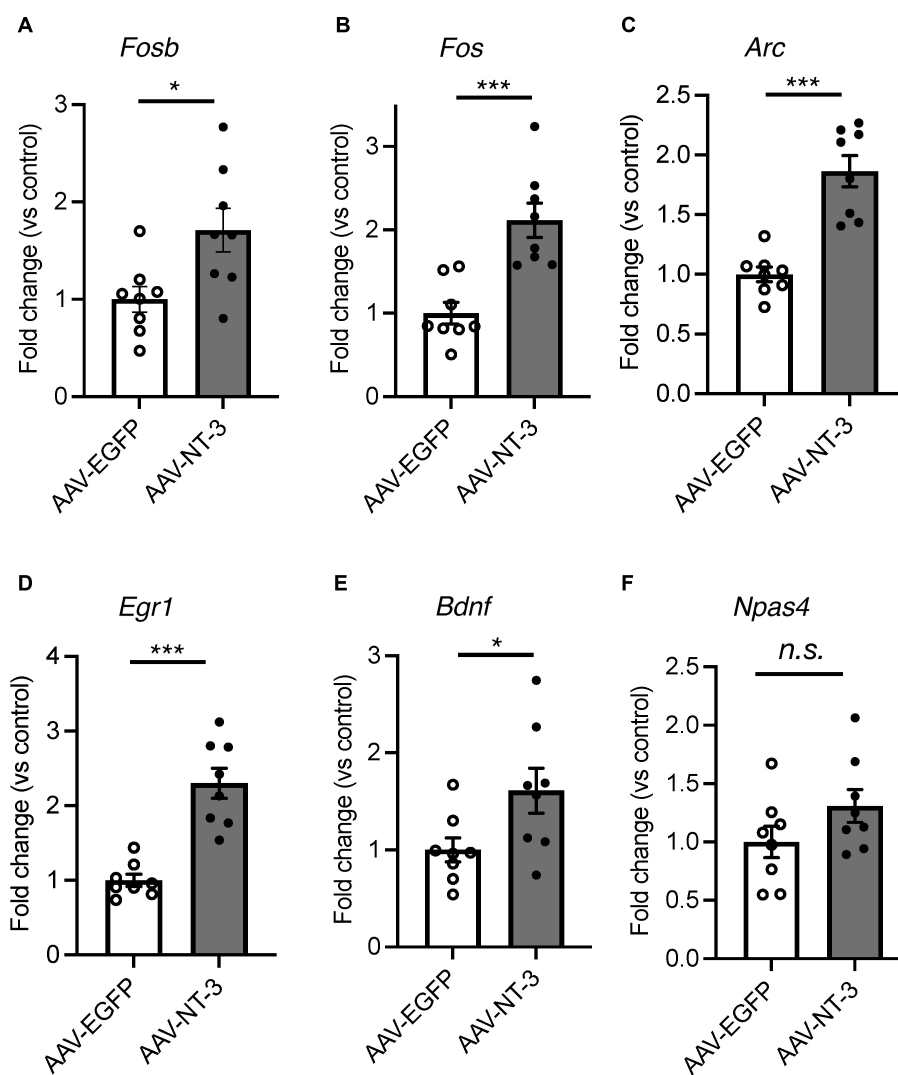 A
Fosb
*
Fold change (vs control)
3
2
1
0
AAV-EGFP
AAV-NT-3
B
Fos
***
Fold change (vs control)
3
2
1
0
AAV-EGFP
AAV-NT-3
C
Arc
***
Fold change (vs control)
2.5
2.0
1.5
1.0
0.5
0.0
AAV-EGFP
AAV-NT-3
D
Egr1
***
Fold change (vs control)
4
3
2
1
0
AAV-EGFP
AAV-NT-3
E
Bdnf
*
Fold change (vs control)
3
2
1
0
AAV-EGFP
AAV-NT-3
F
Npas4
n.s.
Fold change (vs control)
2.5
2.0
1.5
1.0
0.5
0.0
AAV-EGFP
AAV-NT-3